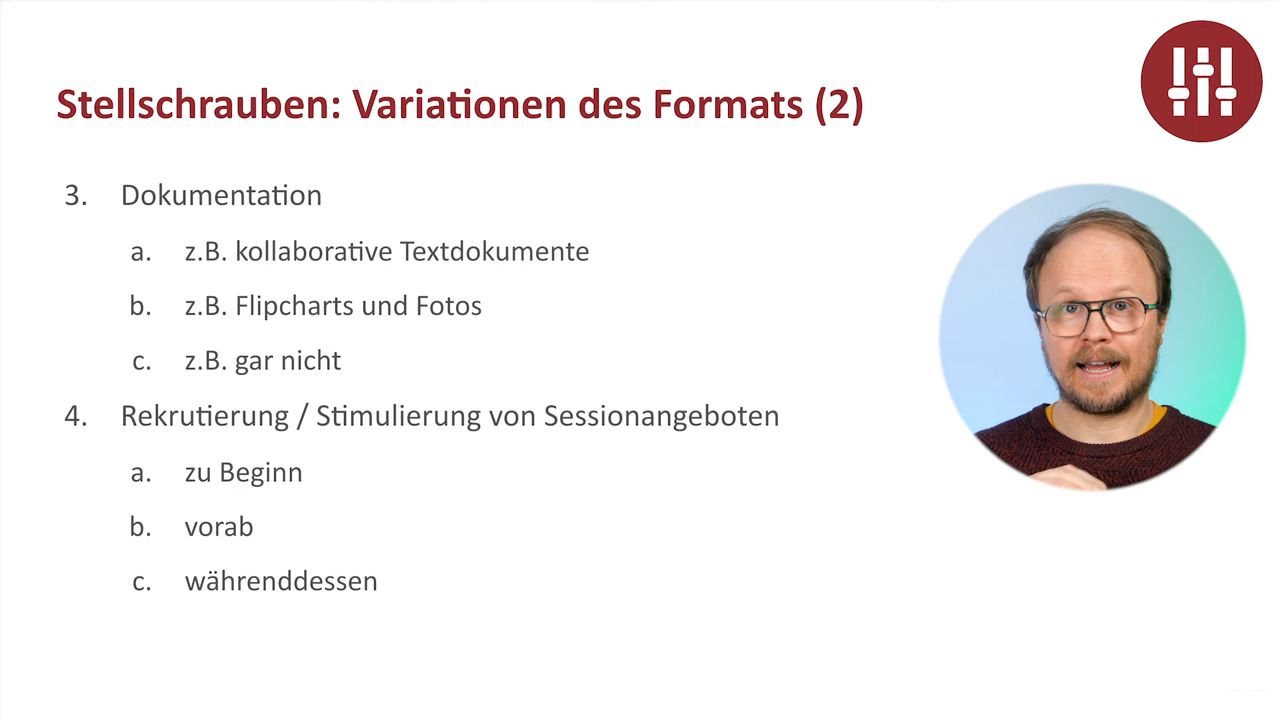 Stellschrauben: Variationen des Formats (2)
3. Dokumentation
a. z.B. kollaborative Textdokumente
b. z.B. Flipcharts und Fotos
c. z.B. gar nicht
4. Rekrutierung / Stimulierung von Sessionangeboten
a. zu Beginn
b. vorab
c. währenddessen